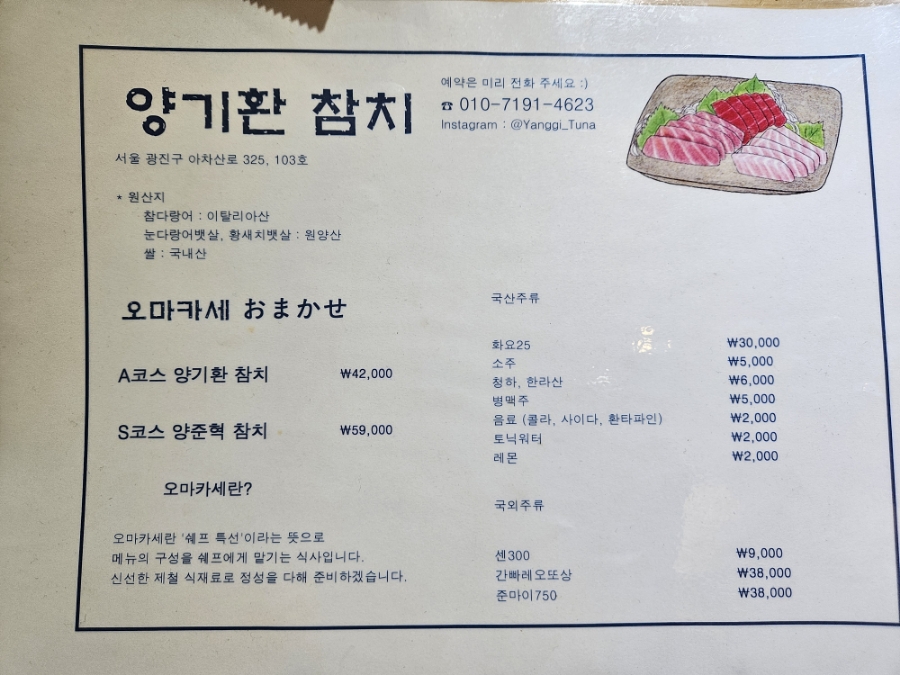 양기환 참치
예약은 미리 전화 주세요 :)
☎ 010-7191-4623
Instagram : @Yanggi_Tuna
서울 광진구 아차산로 325, 103호
* 원산지
참다랑어 : 이탈리아산
눈다랑어뱃살, 황새치뱃살 : 원양산
쌀 : 국내산
오마카세 おまかせ
A코스 양기환 참치 ₩42,000
S코스 양준혁 참치 ₩59,000
오마카세란?
오마카세란 '쉐프 특선'이라는 뜻으로
메뉴의 구성을 쉐프에게 맡기는 식사입니다.
신선한 제철 식재료로 정성을 다해 준비하겠습니다.
국산주류
화요25 ₩30,000
소주 ₩5,000
청하, 한라산 ₩6,000
병맥주 ₩5,000
음료 (콜라, 사이다, 환타파인) ₩2,000
토닉워터 ₩2,000
레몬 ₩2,000
국외주류
센300 ₩9,000
간빠레오또상 ₩38,000
준마이750 ₩38,000